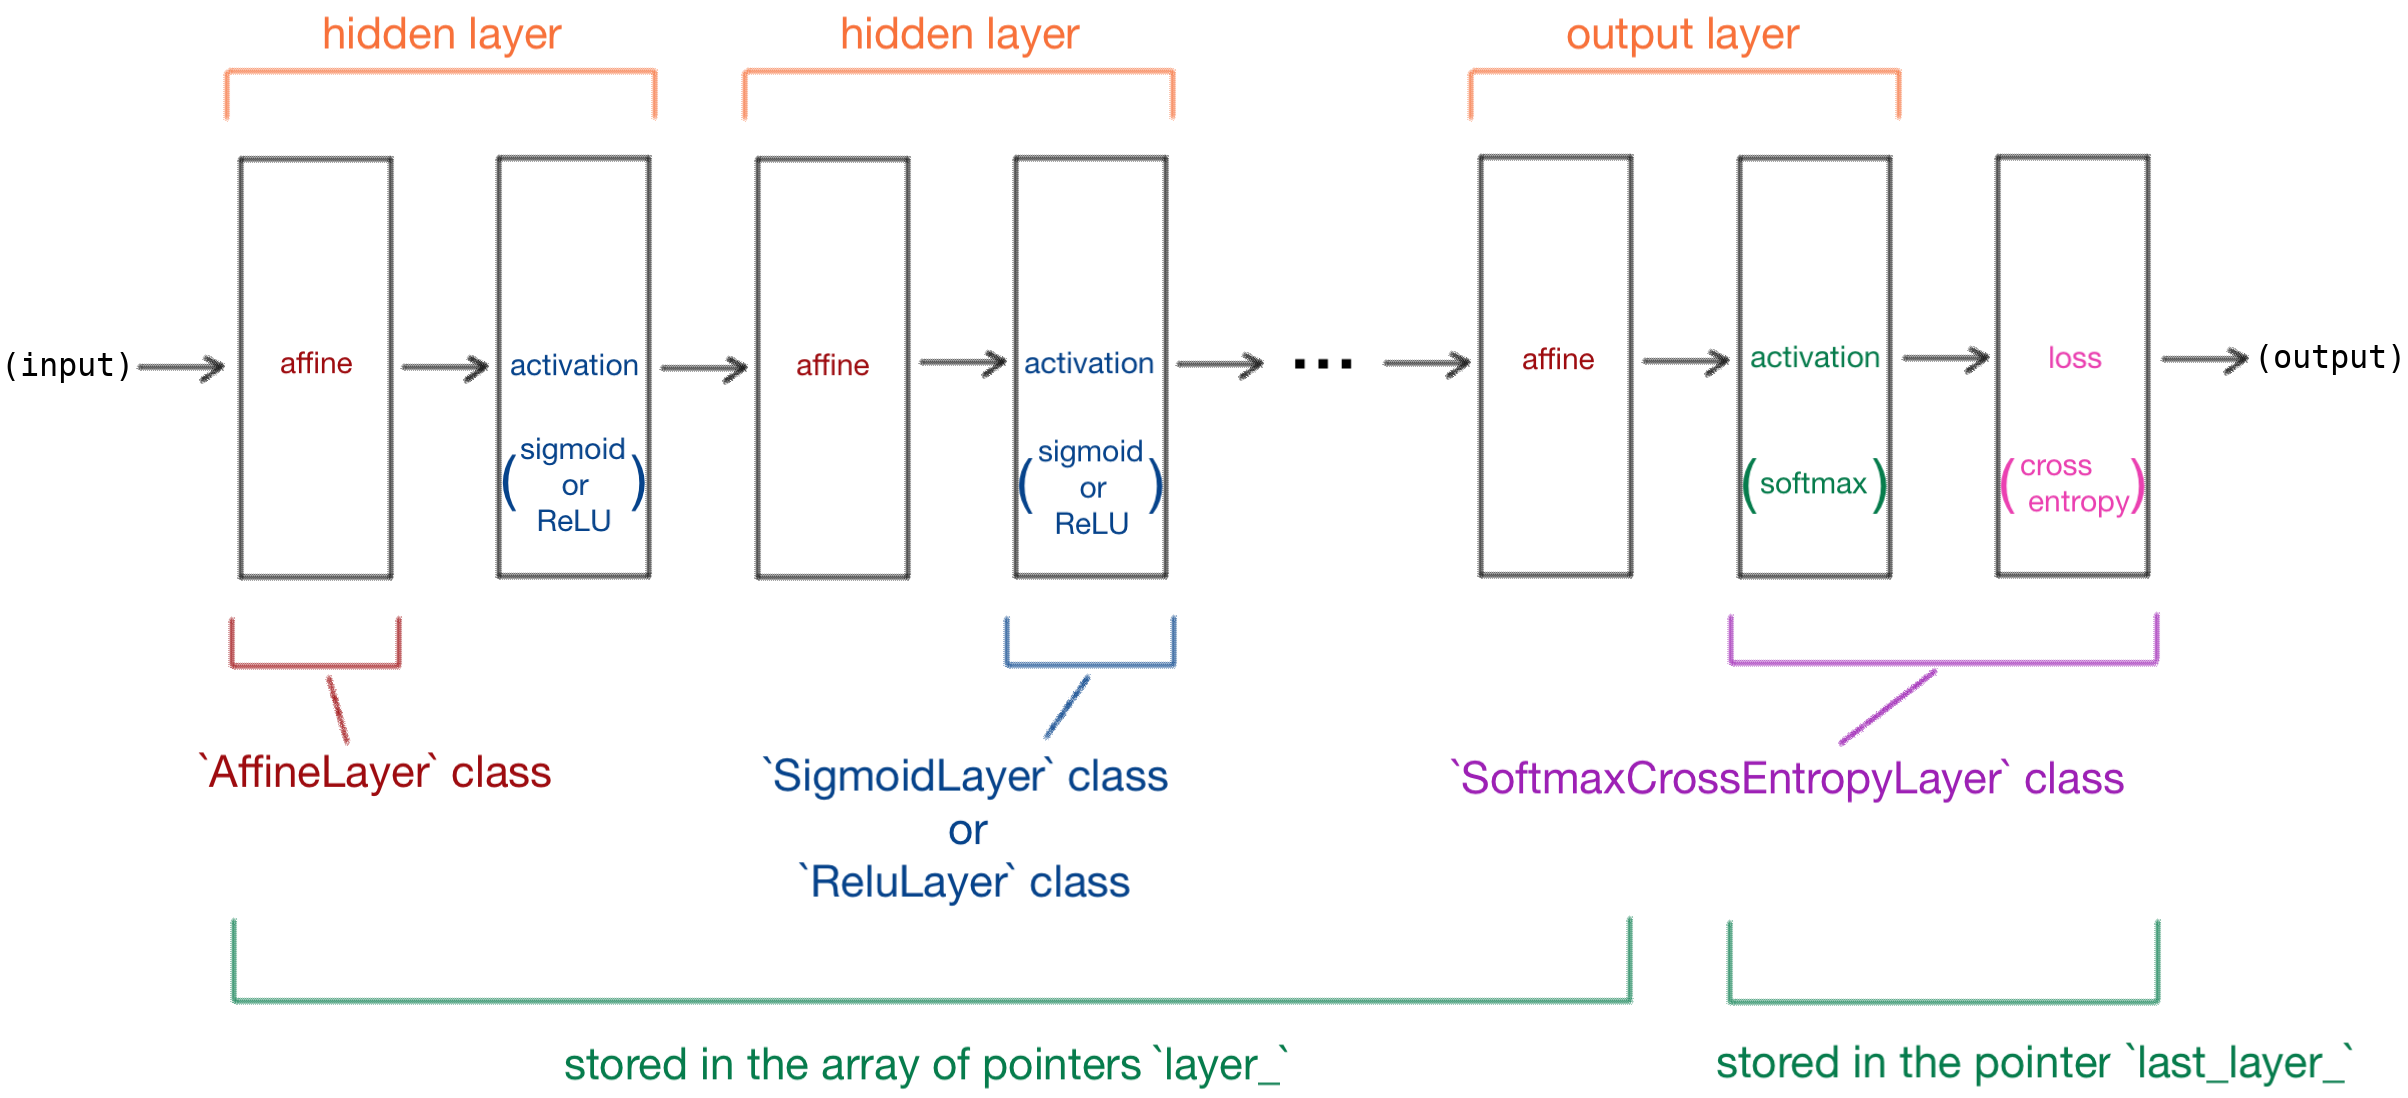 hidden layer
hidden layer
output layer
(input)
affine
activation
(sigmoid
or
ReLU)
affine
activation
(sigmoid
or
ReLU)
...
affine
activation
(softmax)
loss
(cross
entropy)
(output)
`AffineLayer` class
`SigmoidLayer` class
or
`ReluLayer` class
`SoftmaxCrossEntropyLayer` class
stored in the array of pointers `layer_`
stored in the pointer `last_layer_`